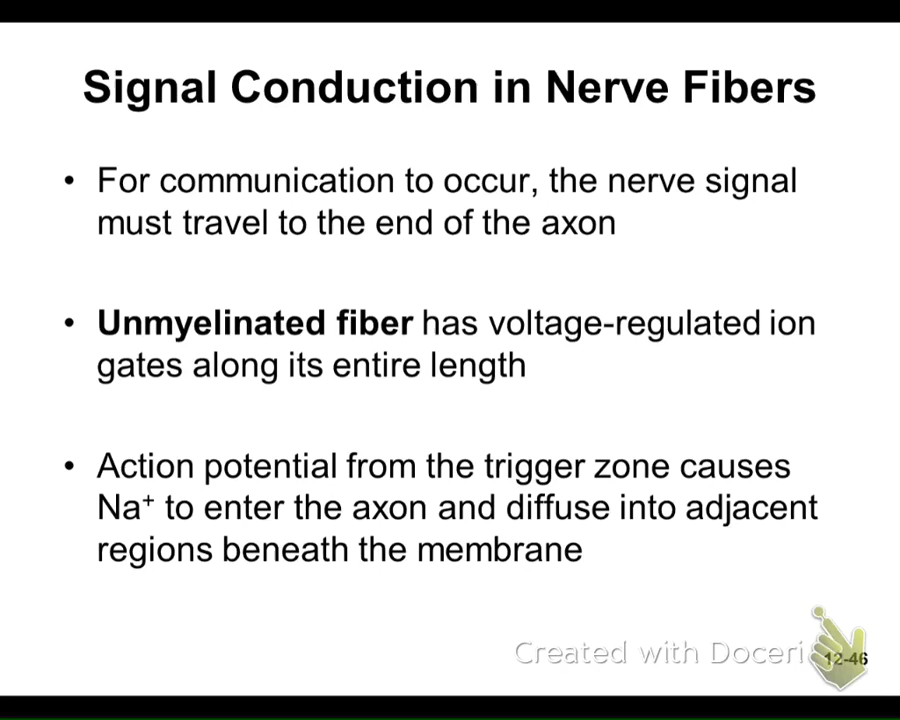 Signal Conduction in Nerve Fibers
• For communication to occur, the nerve signal
must travel to the end of the axon
• Unmyelinated fiber has voltage-regulated ion
gates along its entire length
• Action potential from the trigger zone causes
Na⁺ to enter the axon and diffuse into adjacent
regions beneath the membrane
Created with Doceri
12-46